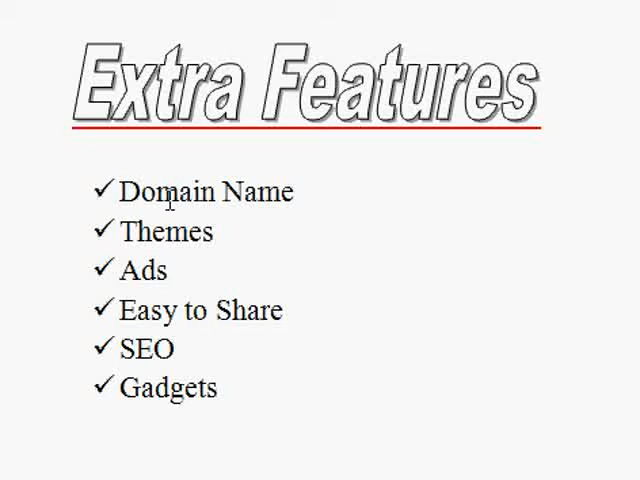 Extra Features
✓ Domain Name
✓ Themes
✓ Ads
✓ Easy to Share
✓ SEO
✓ Gadgets